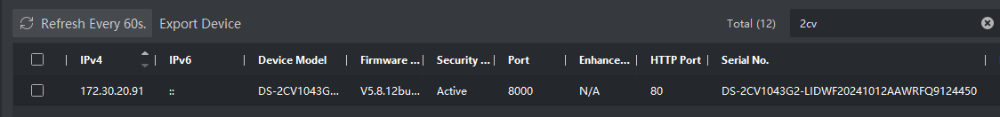 Refresh Every 60s. Export Device Total (12) 2cv
IPv4 IPv6 Device Model Firmware ... Security ... Port Enhance... HTTP Port Serial No.
172.30.20.91 :: DS-2CV1043G... V5.8.12bu... Active 8000 N/A 80 DS-2CV1043G2-LIDWF20241012AAWRFQ9124450